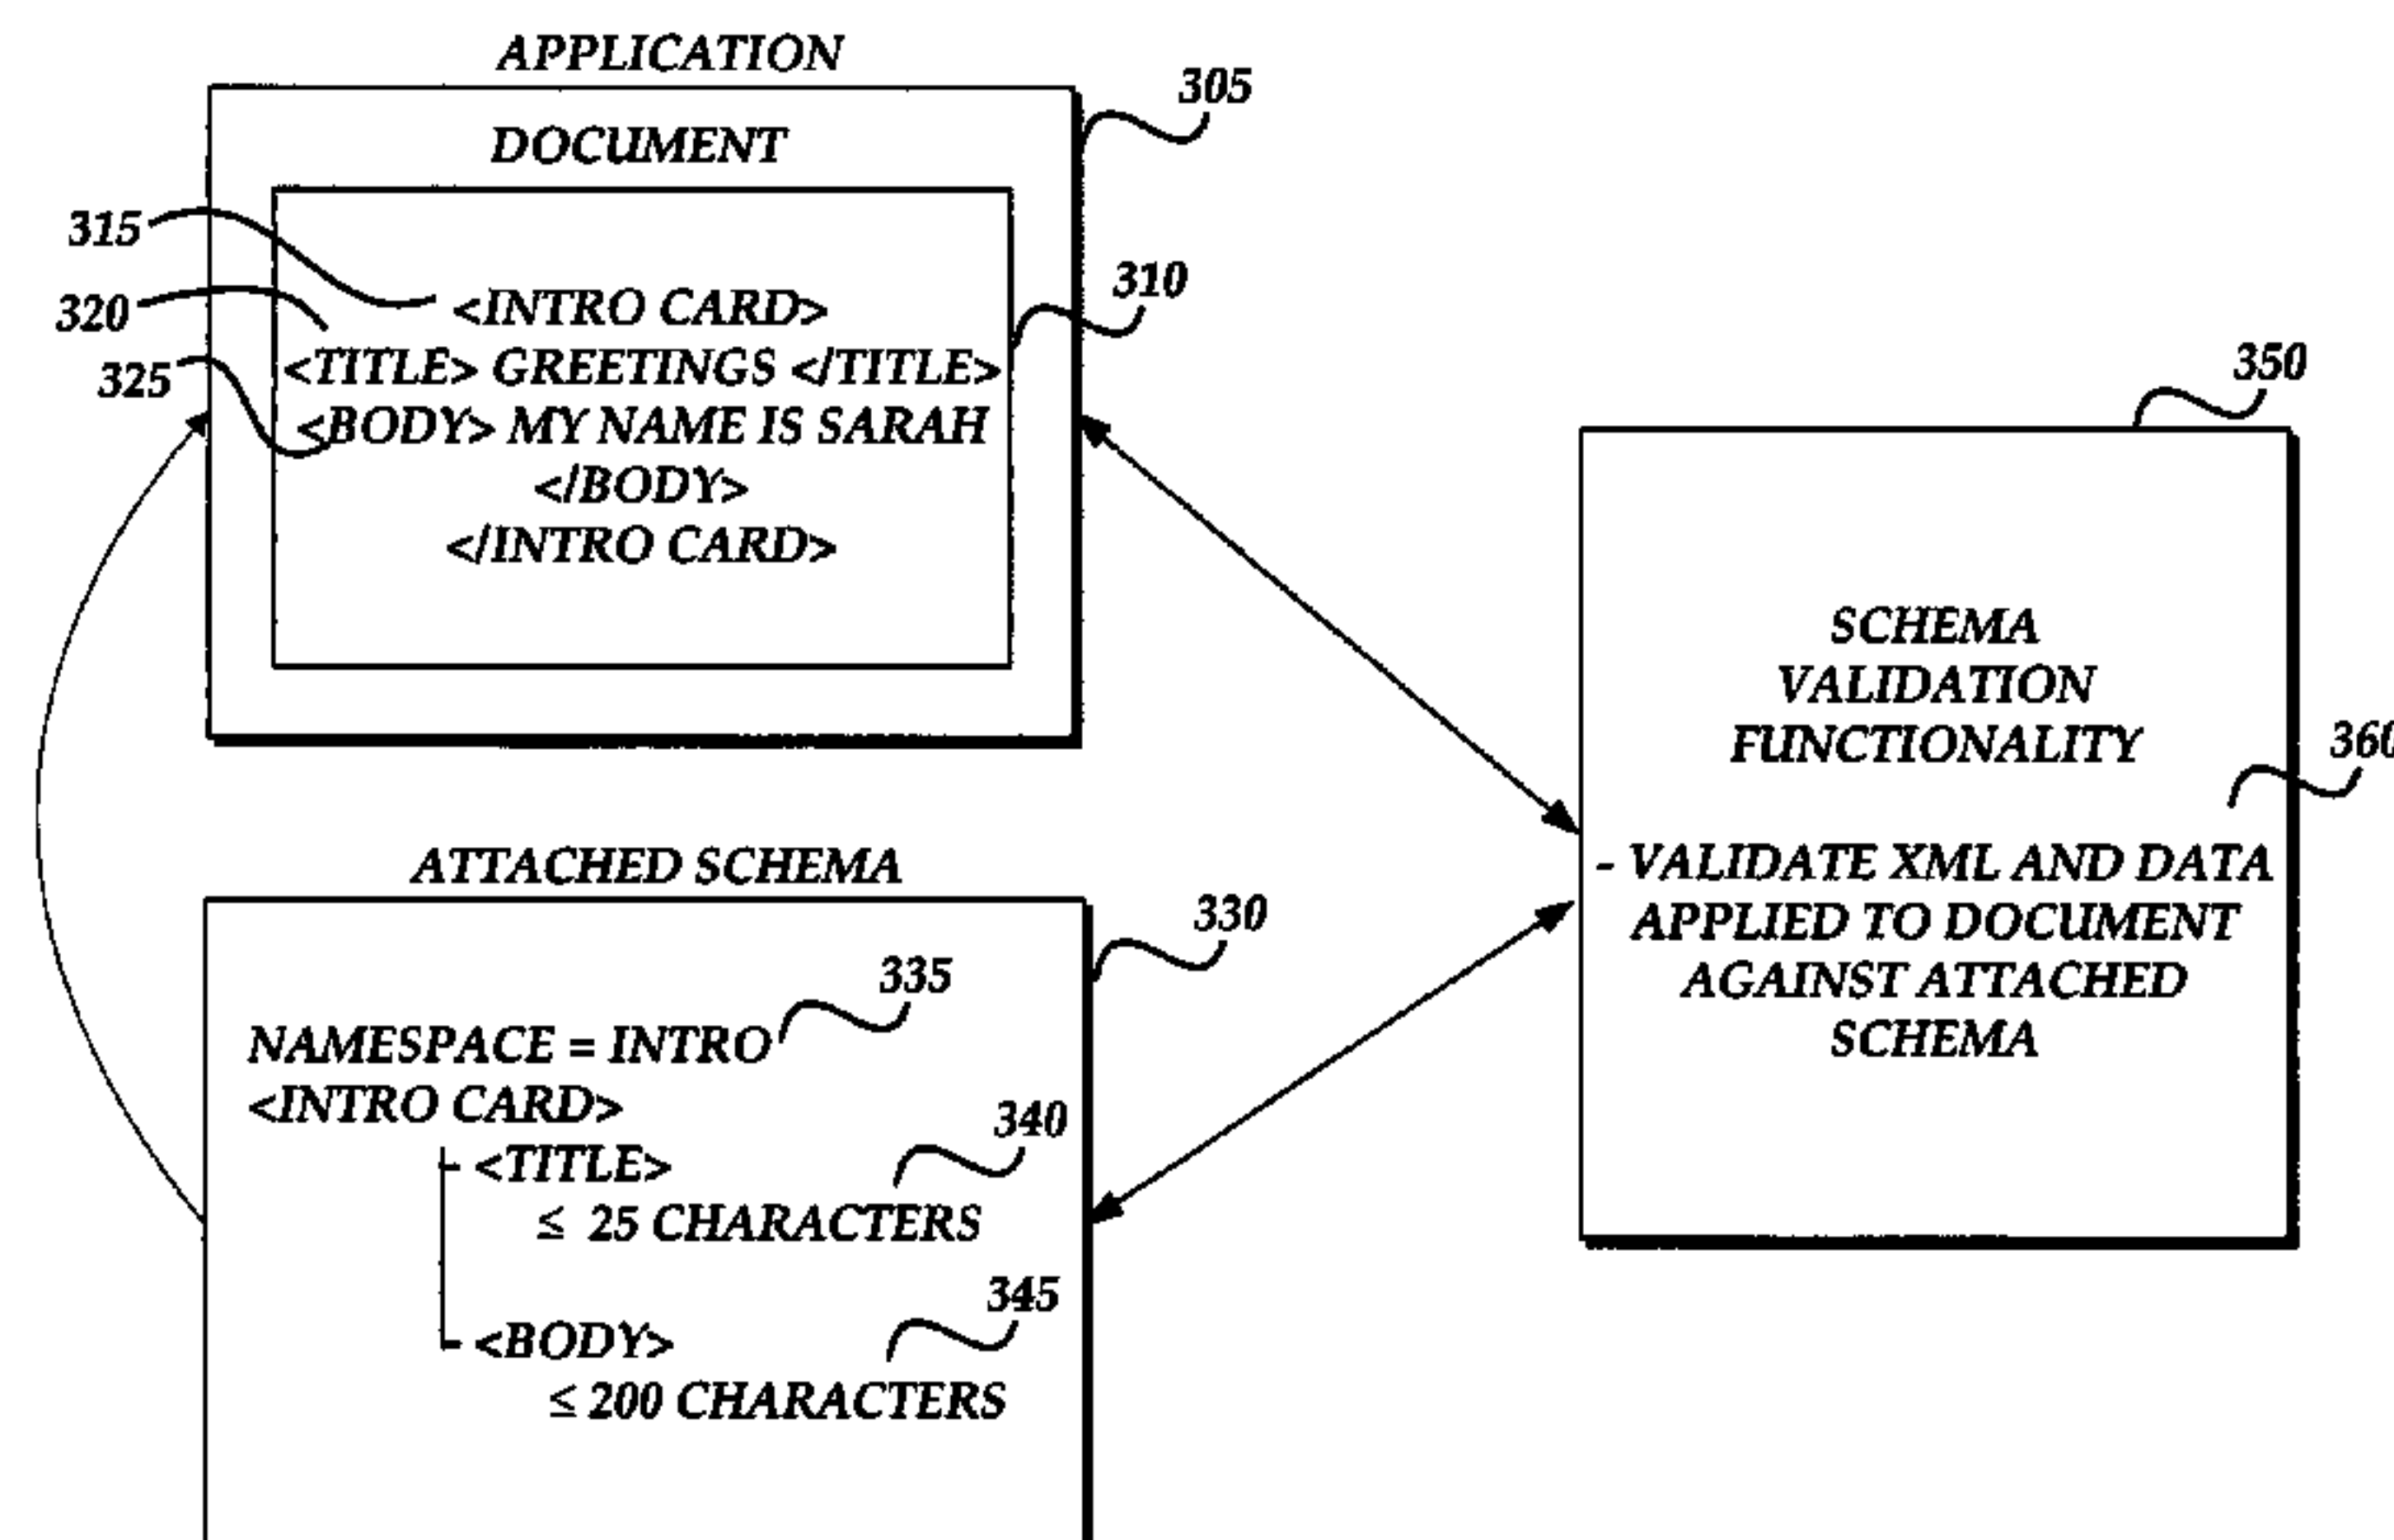 APPLICATION
305
DOCUMENT
315
310
<INTRO CARD>
320
<TITLE> GREETINGS </TITLE>
325
<BODY> MY NAME IS SARAH
</BODY>
</INTRO CARD>
350
SCHEMA
VALIDATION
FUNCTIONALITY
360
- VALIDATE XML AND DATA
APPLIED TO DOCUMENT
AGAINST ATTACHED
SCHEMA
ATTACHED SCHEMA
330
335
NAMESPACE = INTRO
<INTRO CARD>
340
- <TITLE>
≤ 25 CHARACTERS
345
- <BODY>
≤ 200 CHARACTERS